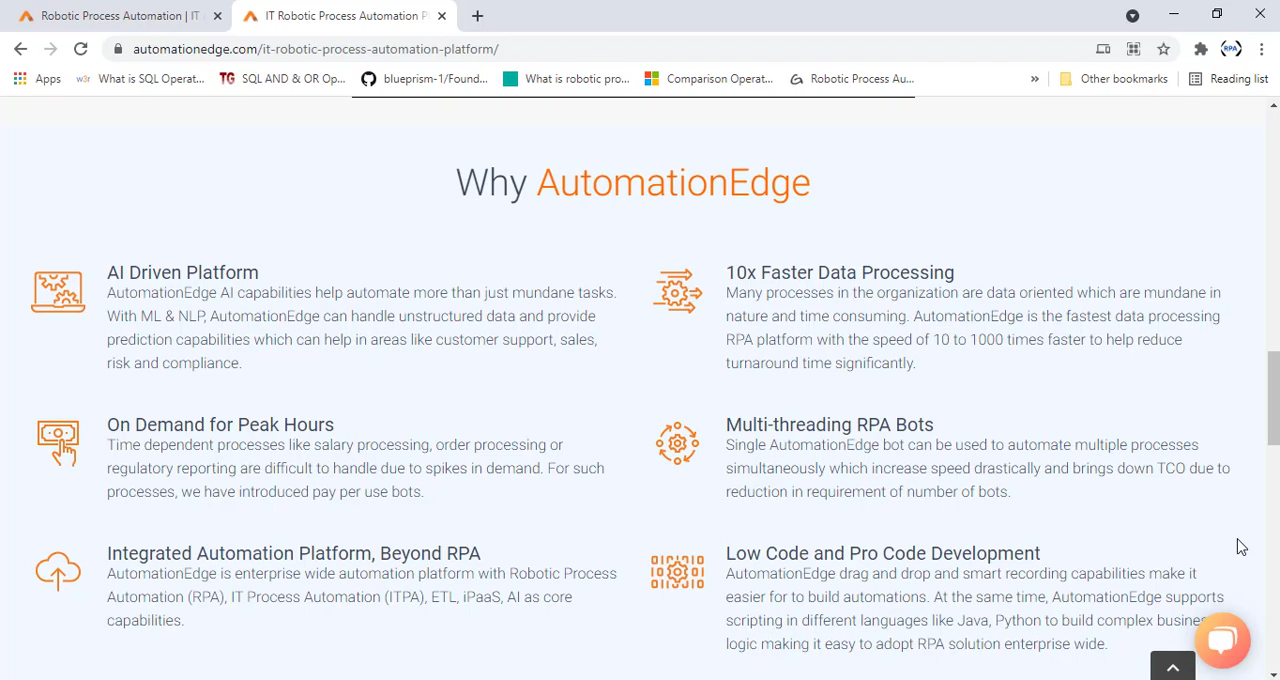 Robotic Process Automation | IT
IT Robotic Process Automation P
automationedge.com/it-robotic-process-automation-platform/
RPA
Apps
w3r
What is SQL Operat...
TG
SQL AND & OR Op...
blueprism-1/Found...
What is robotic pro...
Comparison Operat...
Robotic Process Au...
»
Other bookmarks
Reading list
Why AutomationEdge
AI Driven Platform
AutomationEdge AI capabilities help automate more than just mundane tasks.
With ML & NLP, AutomationEdge can handle unstructured data and provide
prediction capabilities which can help in areas like customer support, sales,
risk and compliance.
10x Faster Data Processing
Many processes in the organization are data oriented which are mundane in
nature and time consuming. AutomationEdge is the fastest data processing
RPA platform with the speed of 10 to 1000 times faster to help reduce
turnaround time significantly.
On Demand for Peak Hours
Time dependent processes like salary processing, order processing or
regulatory reporting are difficult to handle due to spikes in demand. For such
processes, we have introduced pay per use bots.
Multi-threading RPA Bots
Single AutomationEdge bot can be used to automate multiple processes
simultaneously which increase speed drastically and brings down TCO due to
reduction in requirement of number of bots.
Integrated Automation Platform, Beyond RPA
AutomationEdge is enterprise wide automation platform with Robotic Process
Automation (RPA), IT Process Automation (ITPA), ETL, iPaaS, AI as core
capabilities.
Low Code and Pro Code Development
AutomationEdge drag and drop and smart recording capabilities make it
easier for to build automations. At the same time, AutomationEdge supports
scripting in different languages like Java, Python to build complex busine
logic making it easy to adopt RPA solution enterprise wide.